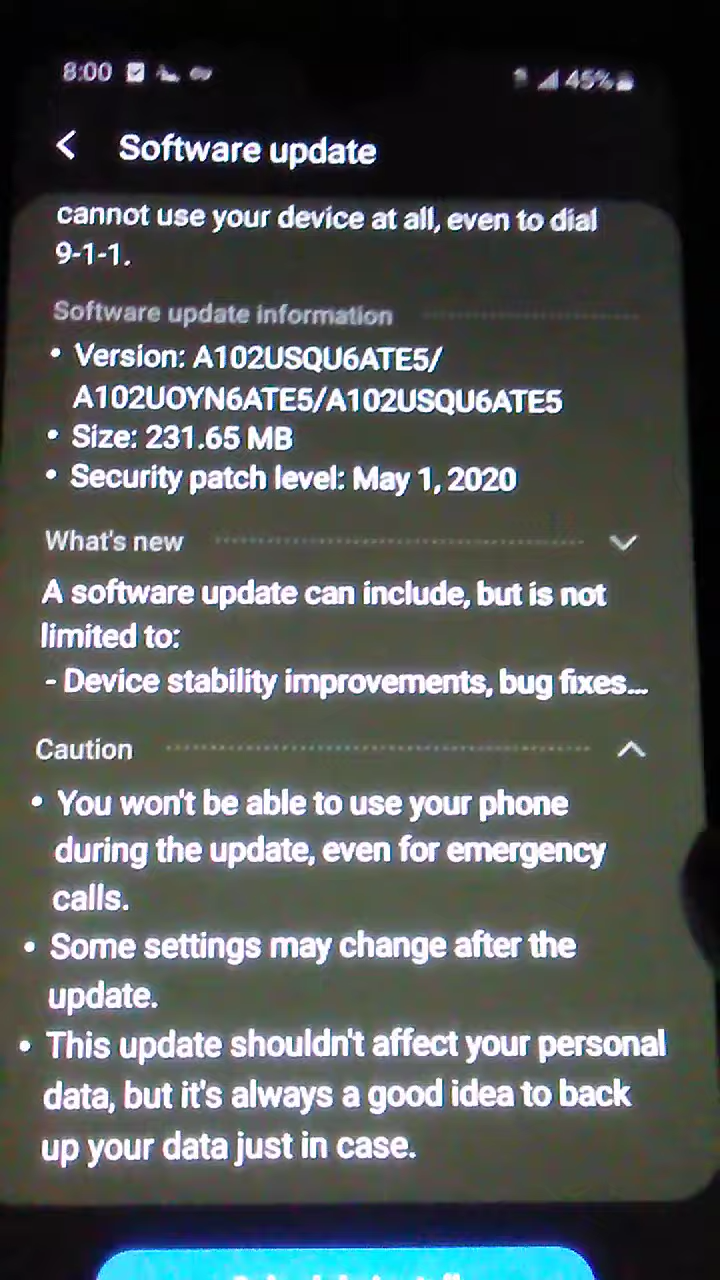 8:00
45%
Software update
cannot use your device at all, even to dial
9-1-1.
Software update information
• Version: A102USQU6ATE5/
A102UOYN6ATE5/A102USQU6ATE5
• Size: 231.65 MB
• Security patch level: May 1, 2020
What's new
A software update can include, but is not
limited to:
- Device stability improvements, bug fixes...
Caution
• You won't be able to use your phone
during the update, even for emergency
calls.
• Some settings may change after the
update.
• This update shouldn't affect your personal
data, but it's always a good idea to back
up your data just in case.